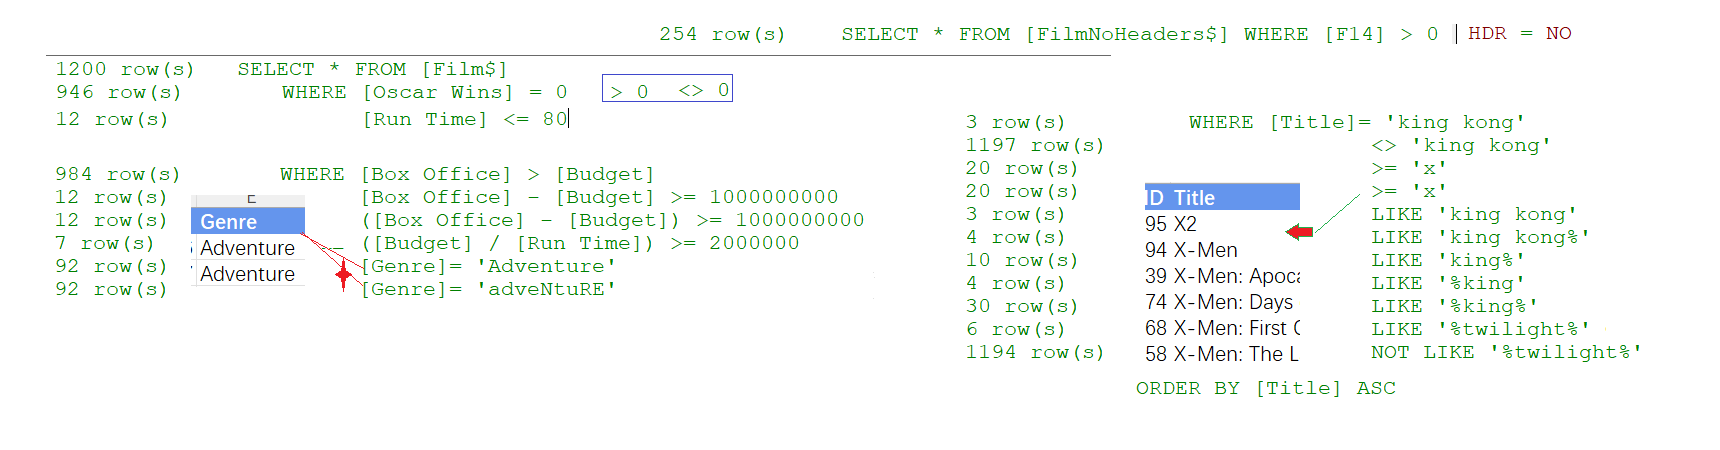 254 row(s) SELECT * FROM [FilmNoHeaders$] WHERE [F14] > 0 | HDR = NO
1200 row(s) SELECT * FROM [Film$]
946 row(s) WHERE [Oscar Wins] = 0 > 0 <> 0
12 row(s) [Run Time] <= 80
984 row(s) WHERE [Box Office] > [Budget]
12 row(s) [Box Office] - [Budget] >= 1000000000
12 row(s) ([Box Office] - [Budget]) >= 1000000000
7 row(s) ([Budget] / [Run Time]) >= 2000000
92 row(s) [Genre]= 'Adventure'
92 row(s) [Genre]= 'adveNtuRE'
E
Genre
Adventure
Adventure
3 row(s) WHERE [Title]= 'king kong'
1197 row(s) <> 'king kong'
20 row(s) >= 'x'
20 row(s) >= 'x'
3 row(s) LIKE 'king kong'
4 row(s) LIKE 'king kong%'
10 row(s) LIKE 'king%'
4 row(s) LIKE '%king'
30 row(s) LIKE '%king%'
6 row(s) LIKE '%twilight%'
1194 row(s) NOT LIKE '%twilight%'
ID Title
95 X2
94 X-Men
39 X-Men: Apoca
74 X-Men: Days
68 X-Men: First
58 X-Men: The L
ORDER BY [Title] ASC